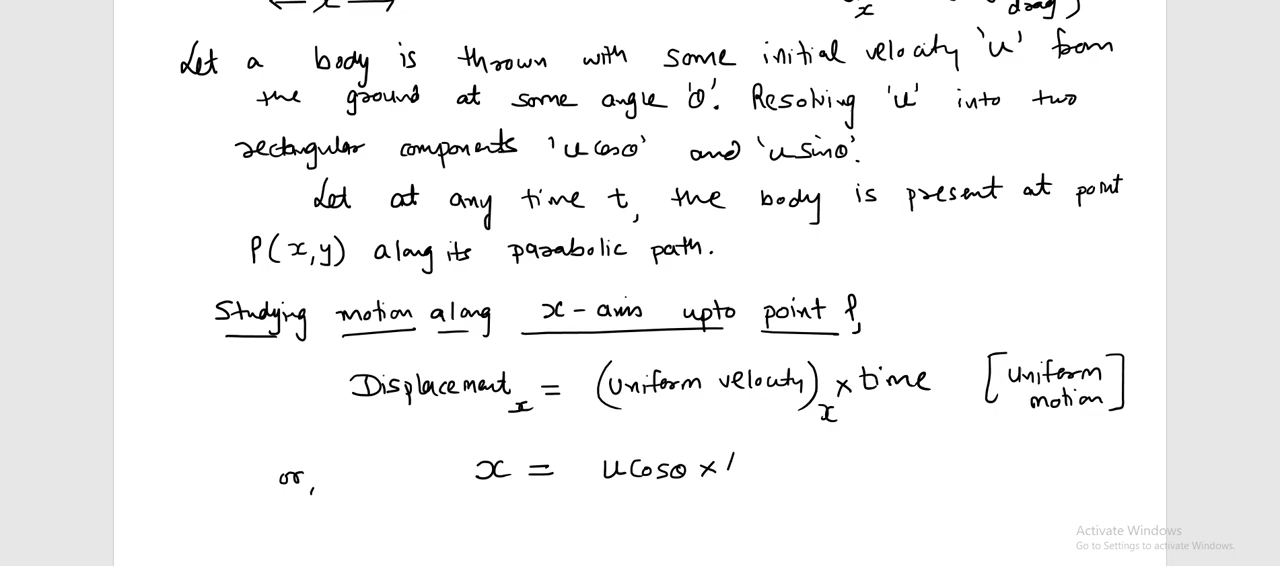 x
x drag)
Let a body is thrown with some initial velocity 'u' from
the ground at some angle 'θ'. Resolving 'u' into two
rectangular components 'u cosθ' and 'u sinθ'.
Let at any time t, the body is present at point
P(x,y) along its parabolic path.
Studying motion along x-axis upto point P,
Displacement x = (uniform velocity) x × time [uniform
motion]
or, x = u cosθ ×
Activate Windows
Go to Settings to activate Windows.